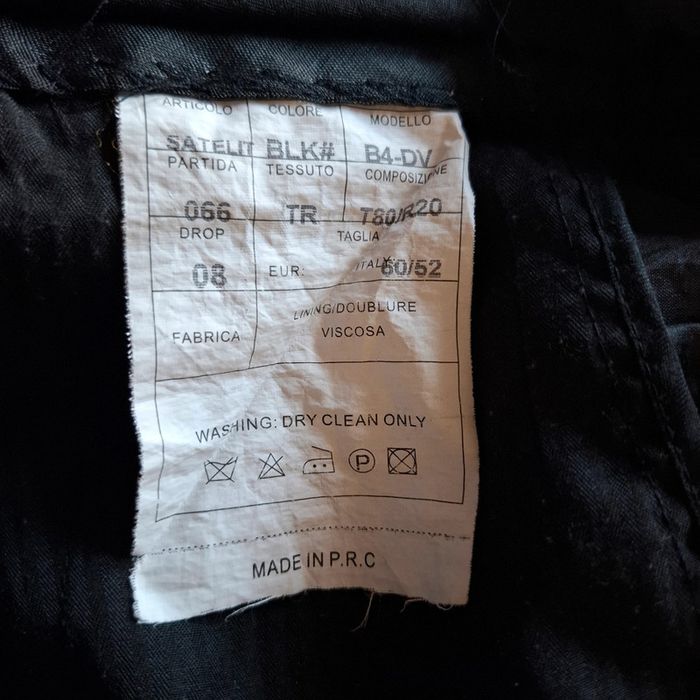 ARTICOLO COLORE MODELLO
SATELIT BLK# B4-DV
PARTIDA TESSUTO COMPOSIZIONE
066 TR T80/R20
DROP TAGLIA
08 EUR: ITALY 60/52
FABRICA LINING/DOUBLURE
VISCOSA
WASHING: DRY CLEAN ONLY
P
MADE IN P.R.C